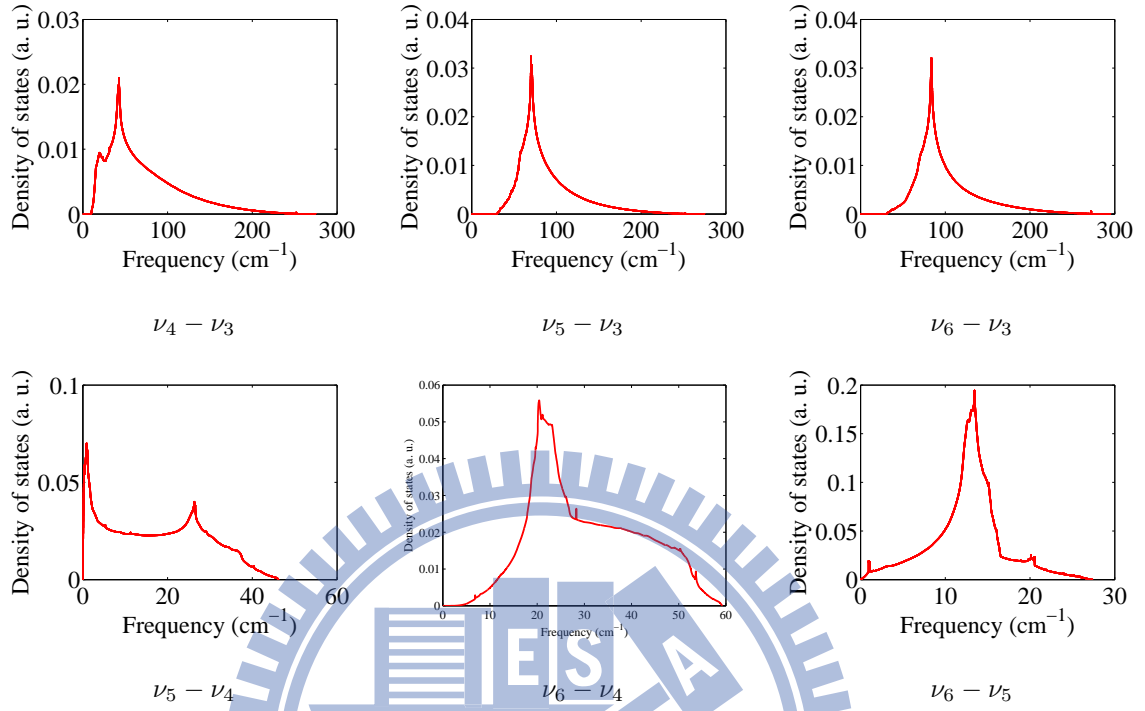 0.03
0.02
0.01
0
0 100 200 300
Density of states (a. u.)
Frequency (cm⁻¹)
ν₄ − ν₃
0.04
0.03
0.02
0.01
0
0 100 200 300
Density of states (a. u.)
Frequency (cm⁻¹)
ν₅ − ν₃
0.04
0.03
0.02
0.01
0
0 100 200 300
Density of states (a. u.)
Frequency (cm⁻¹)
ν₆ − ν₃
0.1
0.05
0
0 20 40 60
Density of states (a. u.)
Frequency (cm⁻¹)
ν₅ − ν₄
0.06
0.05
0.04
0.03
0.02
0.01
0
0 10 20 30 40 50 60
Density of states (a. u.)
Frequency (cm⁻¹)
ν₆ − ν₄
0.2
0.15
0.1
0.05
0
0 10 20 30
Density of states (a. u.)
Frequency (cm⁻¹)
ν₆ − ν₅
E S A